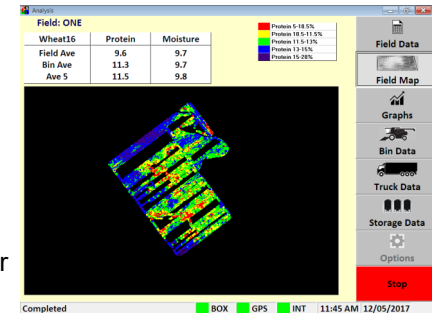 Analysis
Field: ONE
Protein 5-10.5%
Protein 10.5-11.5%
Protein 11.5-13%
Protein 13-15%
Protein 15-28%
Wheat16 Protein Moisture
Field Ave 9.6 9.7
Bin Ave 11.3 9.7
Ave 5 11.5 9.8
Field Data
Field Map
Graphs
Bin Data
Truck Data
Storage Data
Options
Stop
r
Completed BOX GPS INT 11:45 AM 12/05/2017